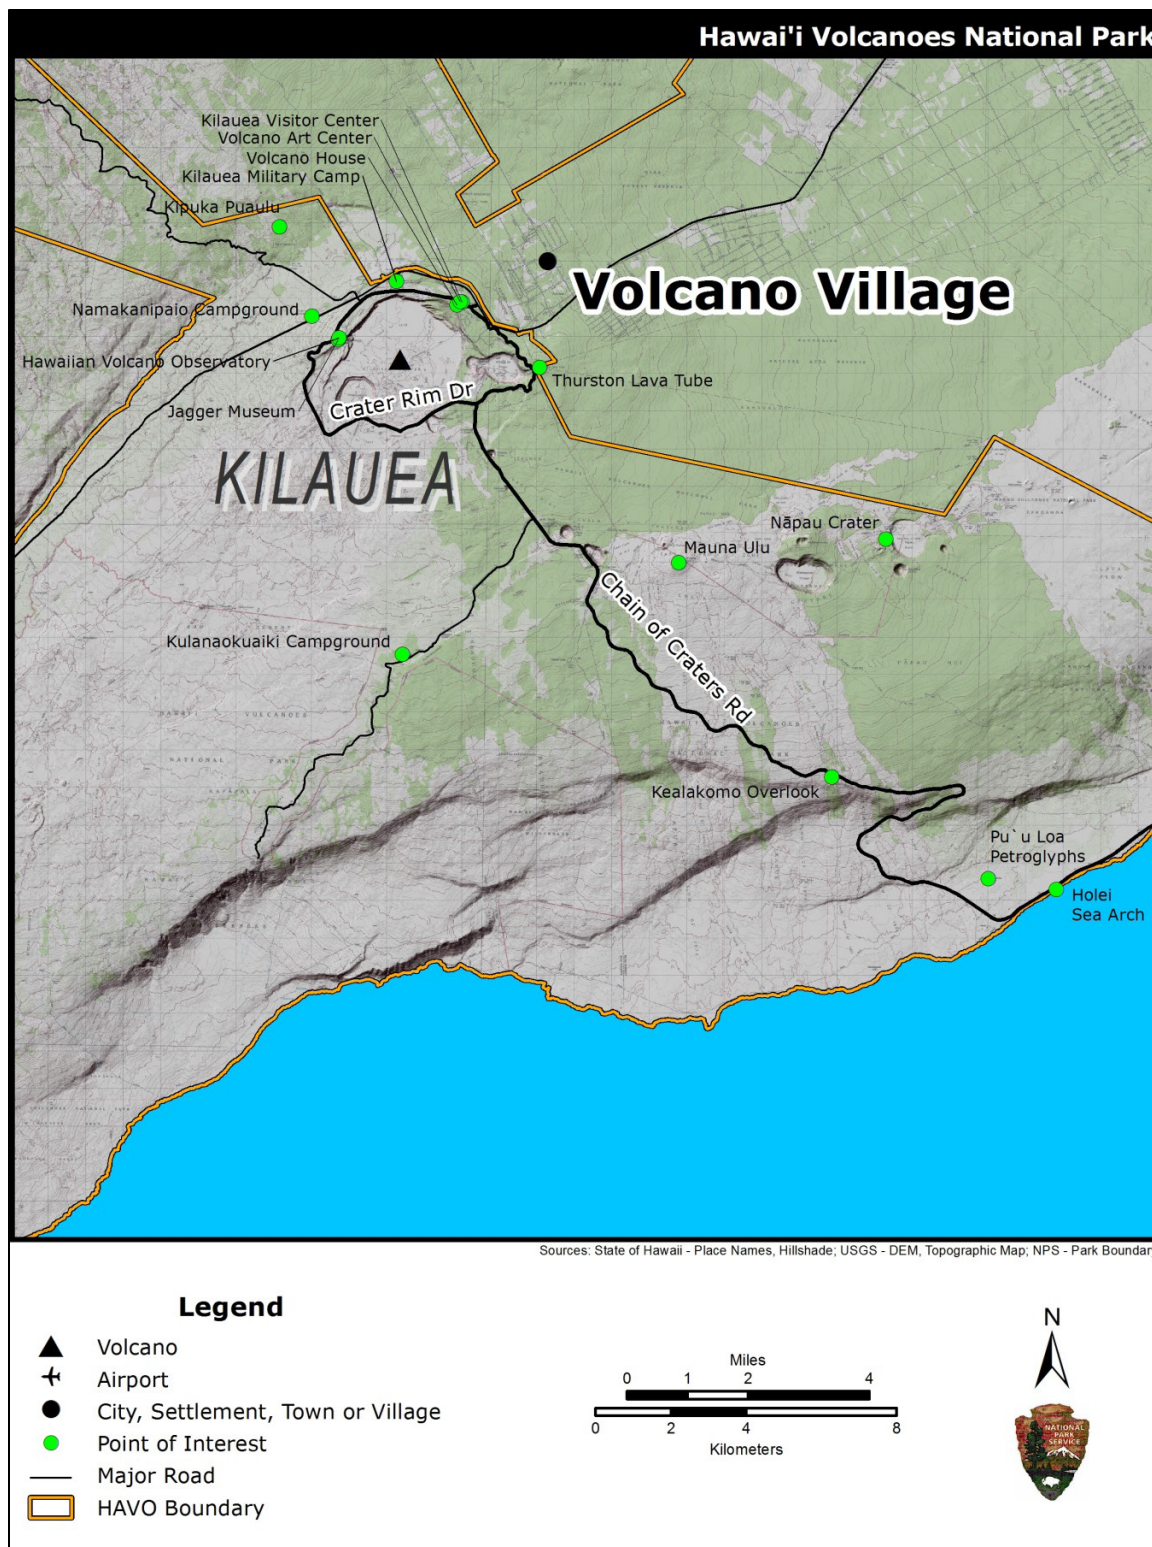 Hawai'i Volcanoes National Park
Kilauea Visitor Center
Volcano Art Center
Volcano House
Kilauea Military Camp
Kipuka Puaulu
Volcano Village
Namakanipaio Campground
Hawaiian Volcano Observatory
Thurston Lava Tube
Jagger Museum
Crater Rim Dr
KILAUEA
Nāpau Crater
Mauna Ulu
Chain of Craters Rd
Kulanaokuaiki Campground
Kealakomo Overlook
Pu`u Loa
Petroglyphs
Holei
Sea Arch
Sources: State of Hawaii - Place Names, Hillshade; USGS - DEM, Topographic Map; NPS - Park Boundary
Legend
Volcano
Airport
City, Settlement, Town or Village
Point of Interest
Major Road
HAVO Boundary
Miles
0 1 2 4
0 2 4 8
Kilometers
N
NATIONAL
PARK
SERVICE